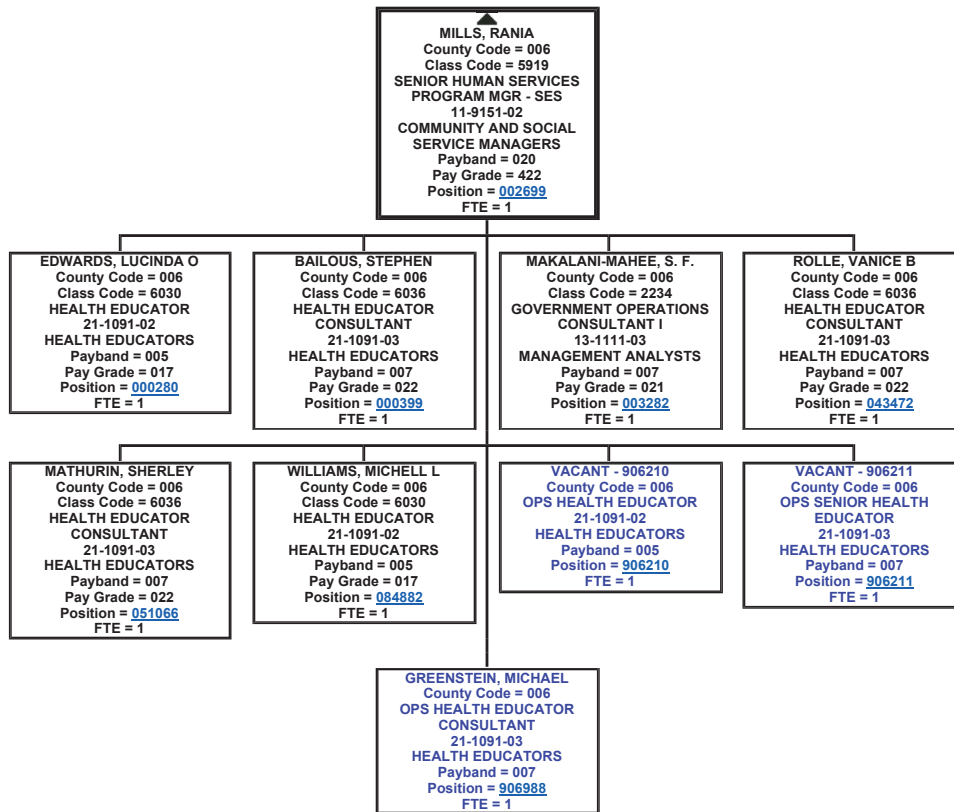 MILLS, RANIA
County Code = 006
Class Code = 5919
SENIOR HUMAN SERVICES
PROGRAM MGR - SES
11-9151-02
COMMUNITY AND SOCIAL
SERVICE MANAGERS
Payband = 020
Pay Grade = 422
Position = 002699
FTE = 1
EDWARDS, LUCINDA O
County Code = 006
Class Code = 6030
HEALTH EDUCATOR
21-1091-02
HEALTH EDUCATORS
Payband = 005
Pay Grade = 017
Position = 000280
FTE = 1
BAILOUS, STEPHEN
County Code = 006
Class Code = 6036
HEALTH EDUCATOR
CONSULTANT
21-1091-03
HEALTH EDUCATORS
Payband = 007
Pay Grade = 022
Position = 000399
FTE = 1
MAKALANI-MAHEE, S. F.
County Code = 006
Class Code = 2234
GOVERNMENT OPERATIONS
CONSULTANT I
13-1111-03
MANAGEMENT ANALYSTS
Payband = 007
Pay Grade = 021
Position = 003282
FTE = 1
ROLLE, VANICE B
County Code = 006
Class Code = 6036
HEALTH EDUCATOR
CONSULTANT
21-1091-03
HEALTH EDUCATORS
Payband = 007
Pay Grade = 022
Position = 043472
FTE = 1
MATHURIN, SHERLEY
County Code = 006
Class Code = 6036
HEALTH EDUCATOR
CONSULTANT
21-1091-03
HEALTH EDUCATORS
Payband = 007
Pay Grade = 022
Position = 051066
FTE = 1
WILLIAMS, MICHELL L
County Code = 006
Class Code = 6030
HEALTH EDUCATOR
21-1091-02
HEALTH EDUCATORS
Payband = 005
Pay Grade = 017
Position = 084882
FTE = 1
VACANT - 906210
County Code = 006
OPS HEALTH EDUCATOR
21-1091-02
HEALTH EDUCATORS
Payband = 005
Position = 906210
FTE = 1
VACANT - 906211
County Code = 006
OPS SENIOR HEALTH
EDUCATOR
21-1091-03
HEALTH EDUCATORS
Payband = 007
Position = 906211
FTE = 1
GREENSTEIN, MICHAEL
County Code = 006
OPS HEALTH EDUCATOR
CONSULTANT
21-1091-03
HEALTH EDUCATORS
Payband = 007
Position = 906988
FTE = 1